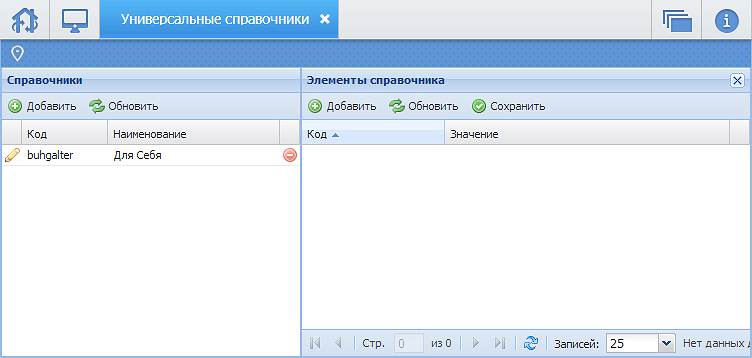 Универсальные справочники
Справочники
Добавить Обновить
Код Наименование
buhgalter Для Себя
Элементы справочника
Добавить Обновить Сохранить
Код Значение
Стр. 0 из 0 Записей: 25 Нет данных